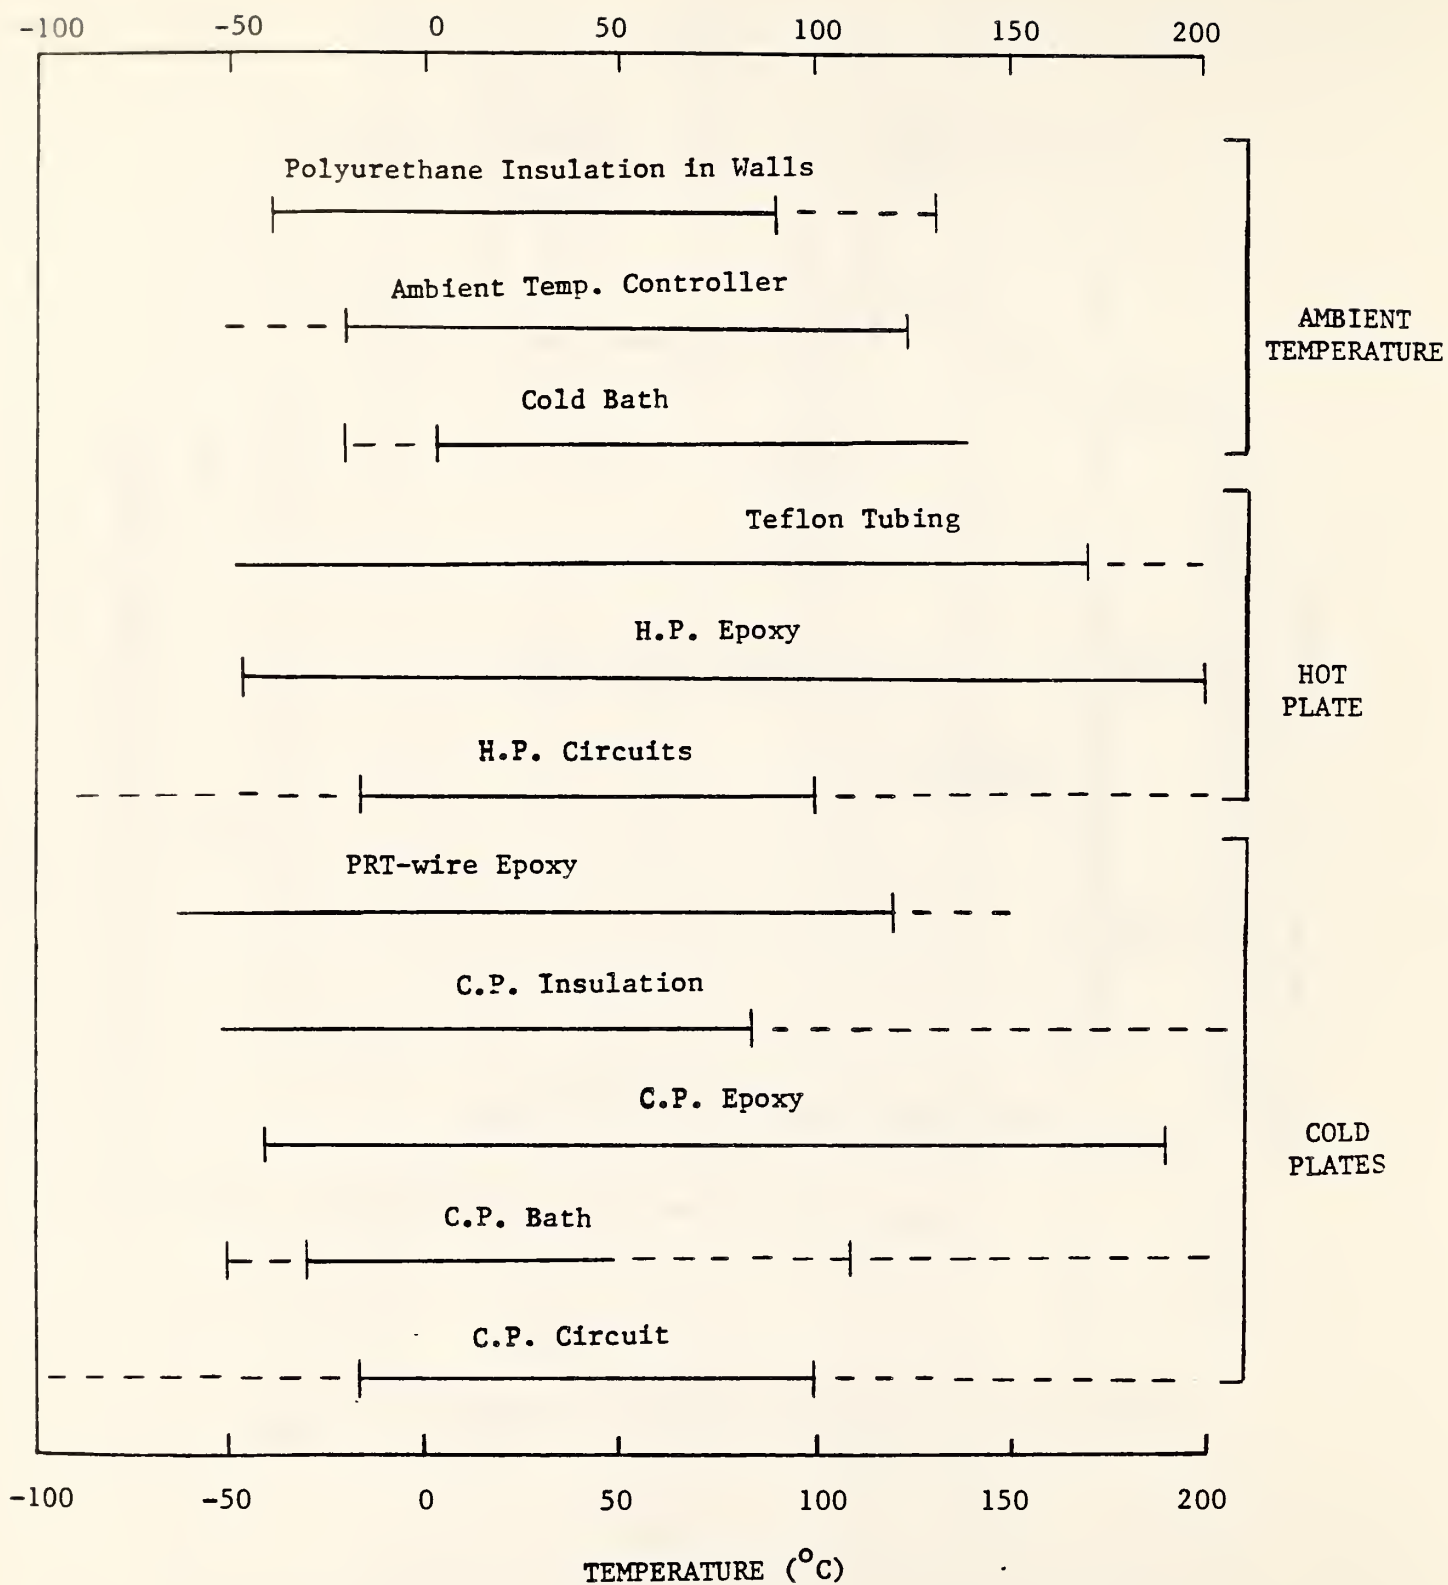 -100 -50 0 50 100 150 200
Polyurethane Insulation in Walls
Ambient Temp. Controller
Cold Bath
AMBIENT
TEMPERATURE
Teflon Tubing
H.P. Epoxy
H.P. Circuits
HOT
PLATE
PRT-wire Epoxy
C.P. Insulation
C.P. Epoxy
C.P. Bath
C.P. Circuit
COLD
PLATES
-100 -50 0 50 100 150 200
TEMPERATURE (°C)